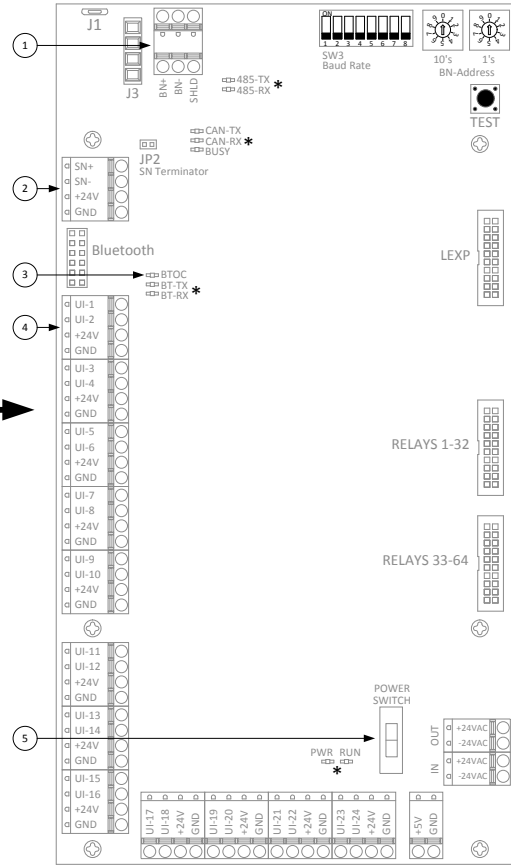 J1
J3
1
BN+
BN-
SHLD
485-TX
485-RX *
ON
1 2 3 4 5 6 7 8
SW3
Baud Rate
10's 1's
BN-Address
TEST
CAN-TX
CAN-RX *
BUSY
JP2
SN Terminator
2
SN+
SN-
+24V
GND
Bluetooth
LEXP
3
BTOC
BT-TX *
BT-RX
4
UI-1
UI-2
+24V
GND
UI-3
UI-4
+24V
GND
UI-5
UI-6
+24V
GND
UI-7
UI-8
+24V
GND
UI-9
UI-10
+24V
GND
RELAYS 1-32
RELAYS 33-64
UI-11
UI-12
+24V
GND
UI-13
UI-14
+24V
GND
UI-15
UI-16
+24V
GND
5
POWER
SWITCH
PWR RUN
*
OUT
+24VAC
-24VAC
IN
+24VAC
-24VAC
UI-17
UI-18
+24V
GND
UI-19
UI-20
+24V
GND
UI-21
UI-22
+24V
GND
UI-23
UI-24
+24V
GND
+5V
GND